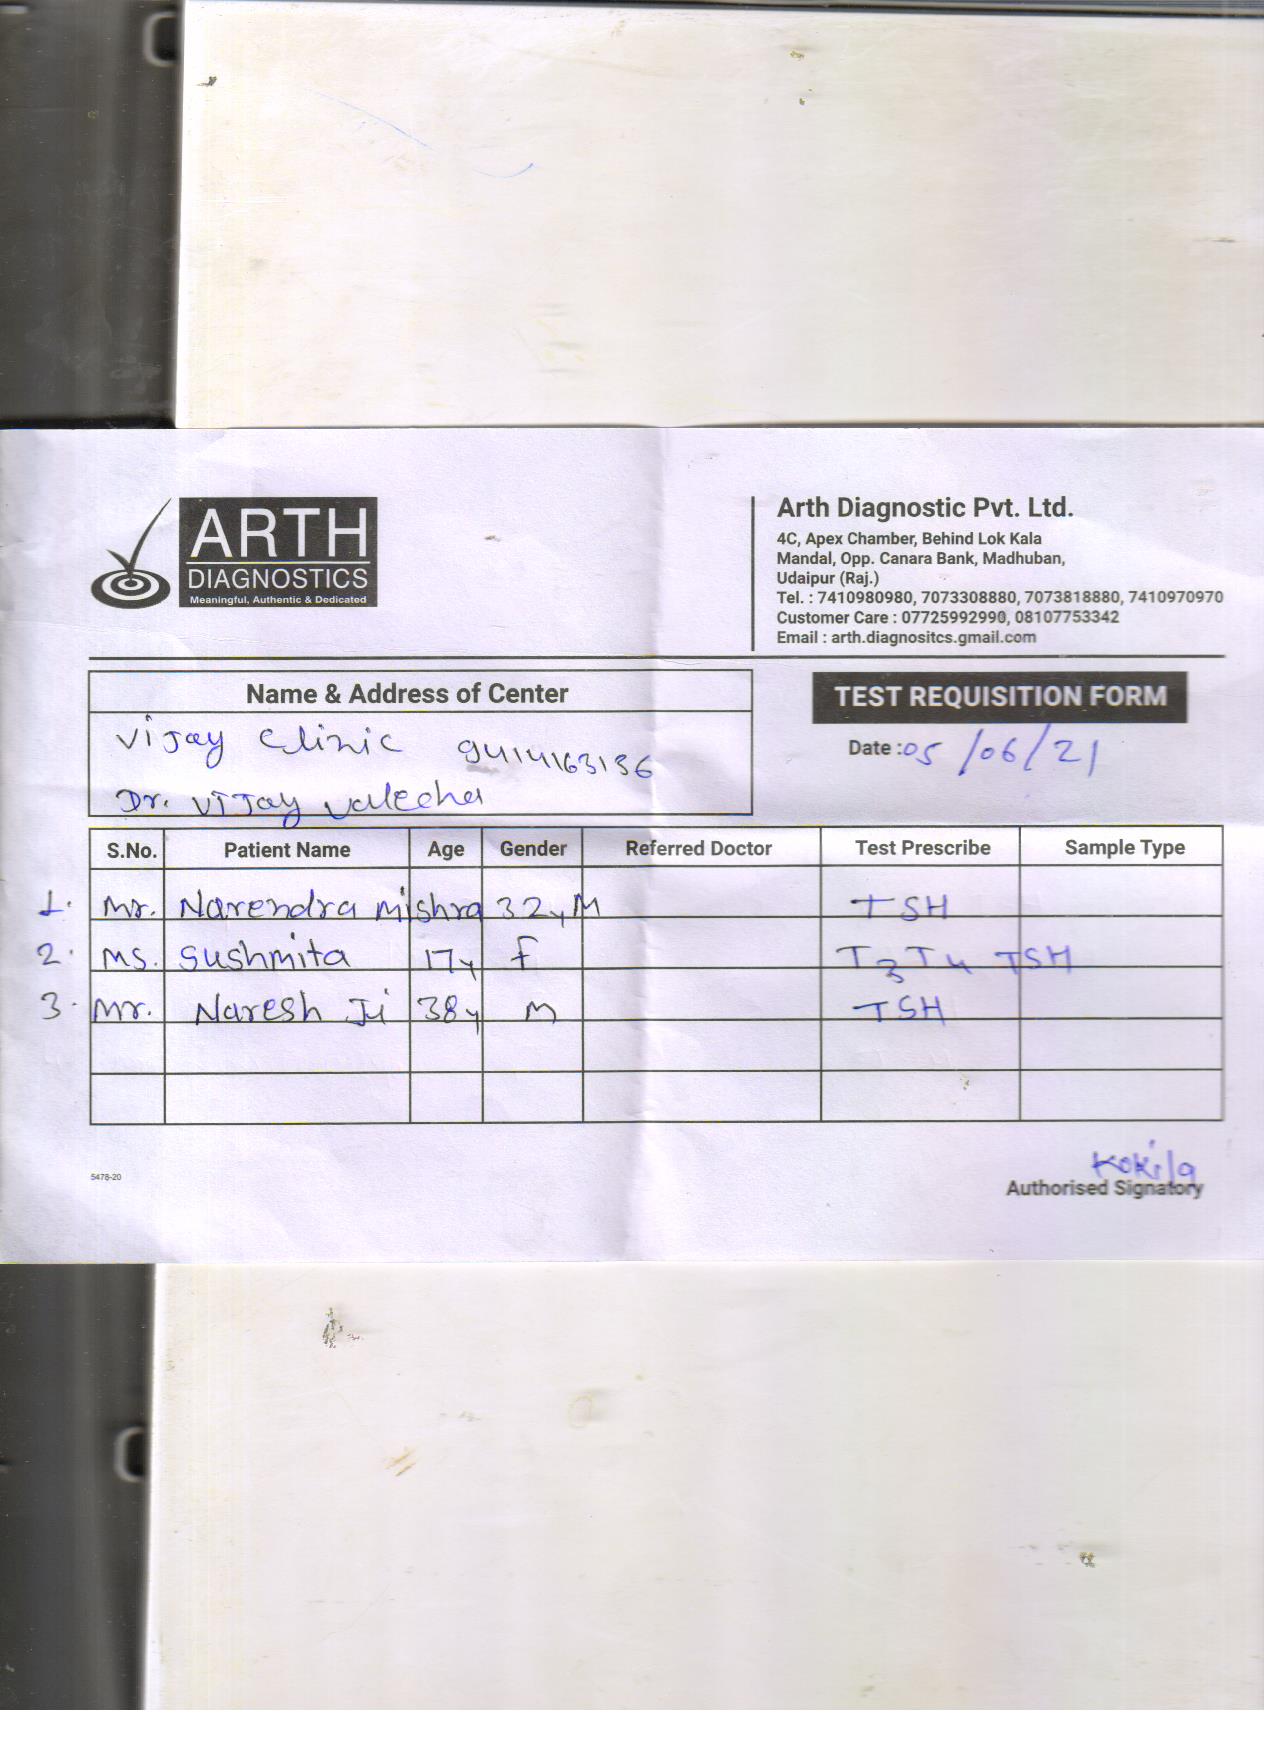 ARTH
DIAGNOSTICS
Meaningful, Authentic & Dedicated
Arth Diagnostic Pvt. Ltd.
4C, Apex Chamber, Behind Lok Kala
Mandal, Opp. Canara Bank, Madhuban,
Udaipur (Raj.)
Tel. : 7410980980, 7073308880, 7073818880, 7410970970
Customer Care : 07725992990, 08107753342
Email : arth.diagnositcs.gmail.com
Name & Address of Center
Vijay Clinic 9414163136
Dr. Vijay Valecha
TEST REQUISITION FORM
Date : 05/06/21
S.No. Patient Name Age Gender Referred Doctor Test Prescribe Sample Type
1. Mr. Narendra Mishra 32y M TSH
2. Ms. Sushmita 17y F T3 T4 TSH
3. Mr. Naresh Ji 38y M TSH
5478-20
Kokila
Authorised Signatory